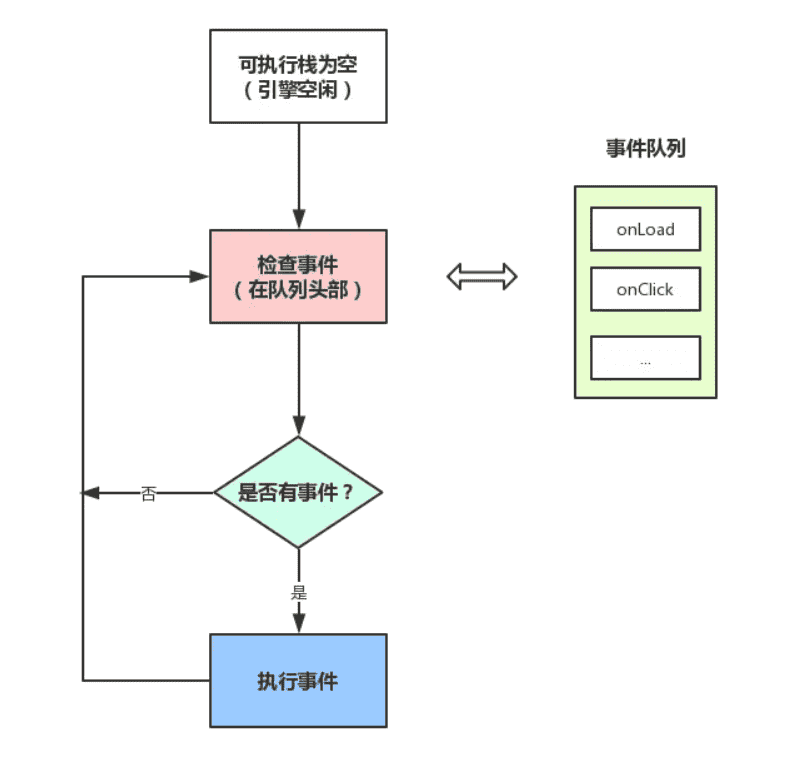 可执行栈为空
（引擎空闲）
事件队列
onLoad
检查事件
（在队列头部）
onClick
...
是否有事件？
否
是
执行事件